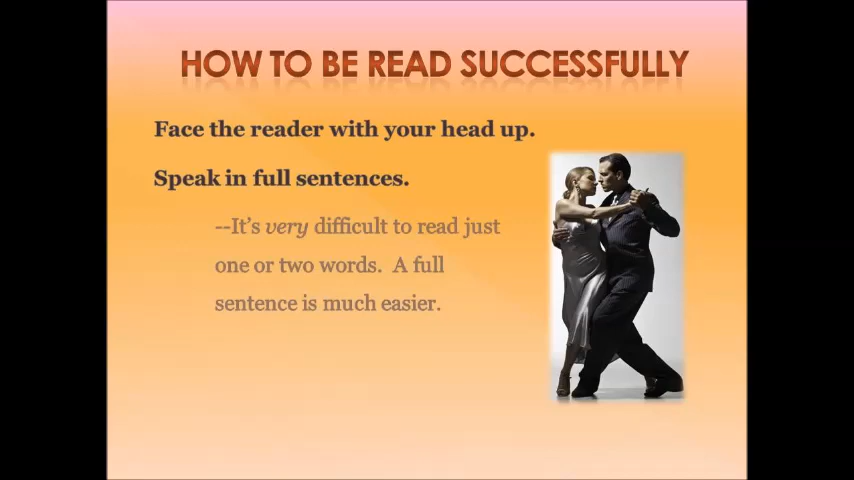 HOW TO BE READ SUCCESSFULLY
Face the reader with your head up.
Speak in full sentences.
--It's very difficult to read just
one or two words.  A full
sentence is much easier.